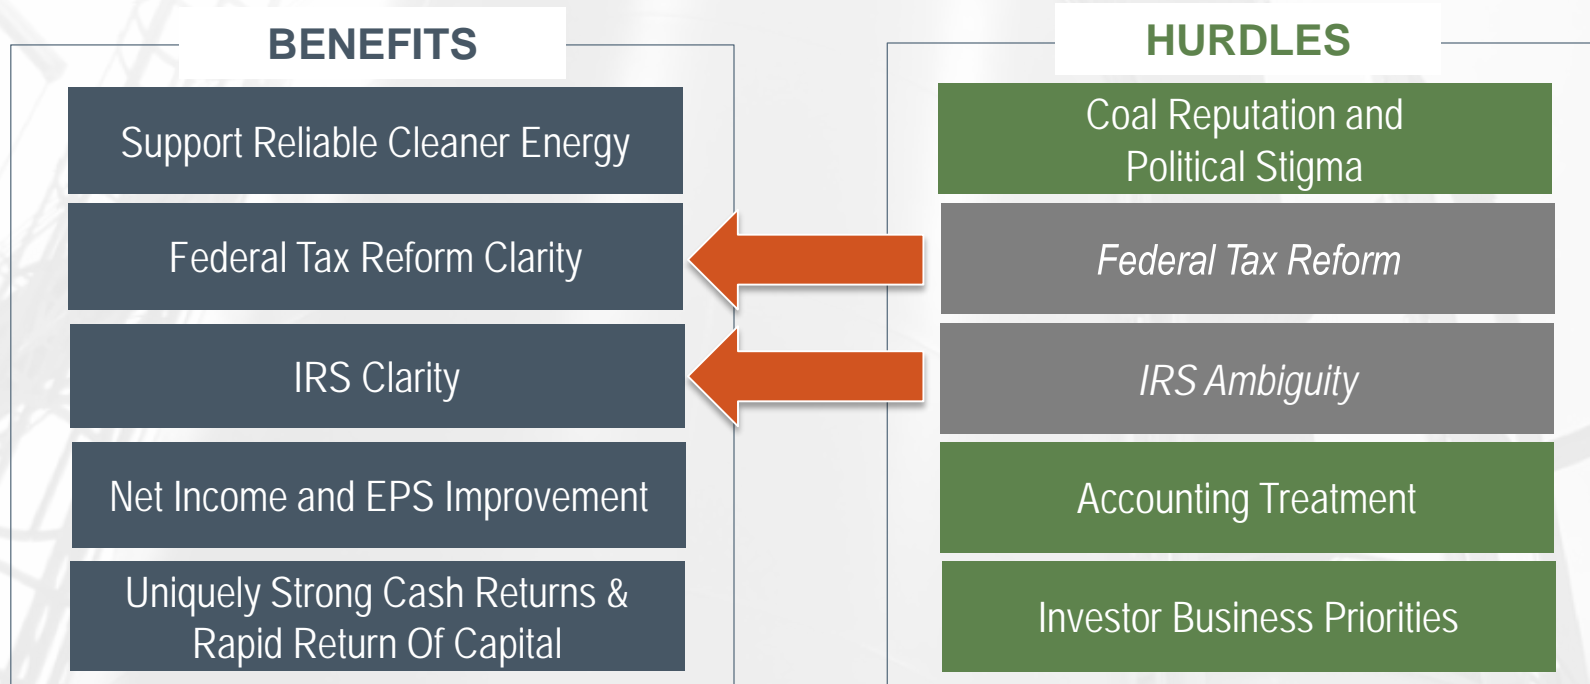 BENEFITS
Support Reliable Cleaner Energy
Federal Tax Reform Clarity
IRS Clarity
Net Income and EPS Improvement
Uniquely Strong Cash Returns &
Rapid Return Of Capital
HURDLES
Coal Reputation and
Political Stigma
Federal Tax Reform
IRS Ambiguity
Accounting Treatment
Investor Business Priorities